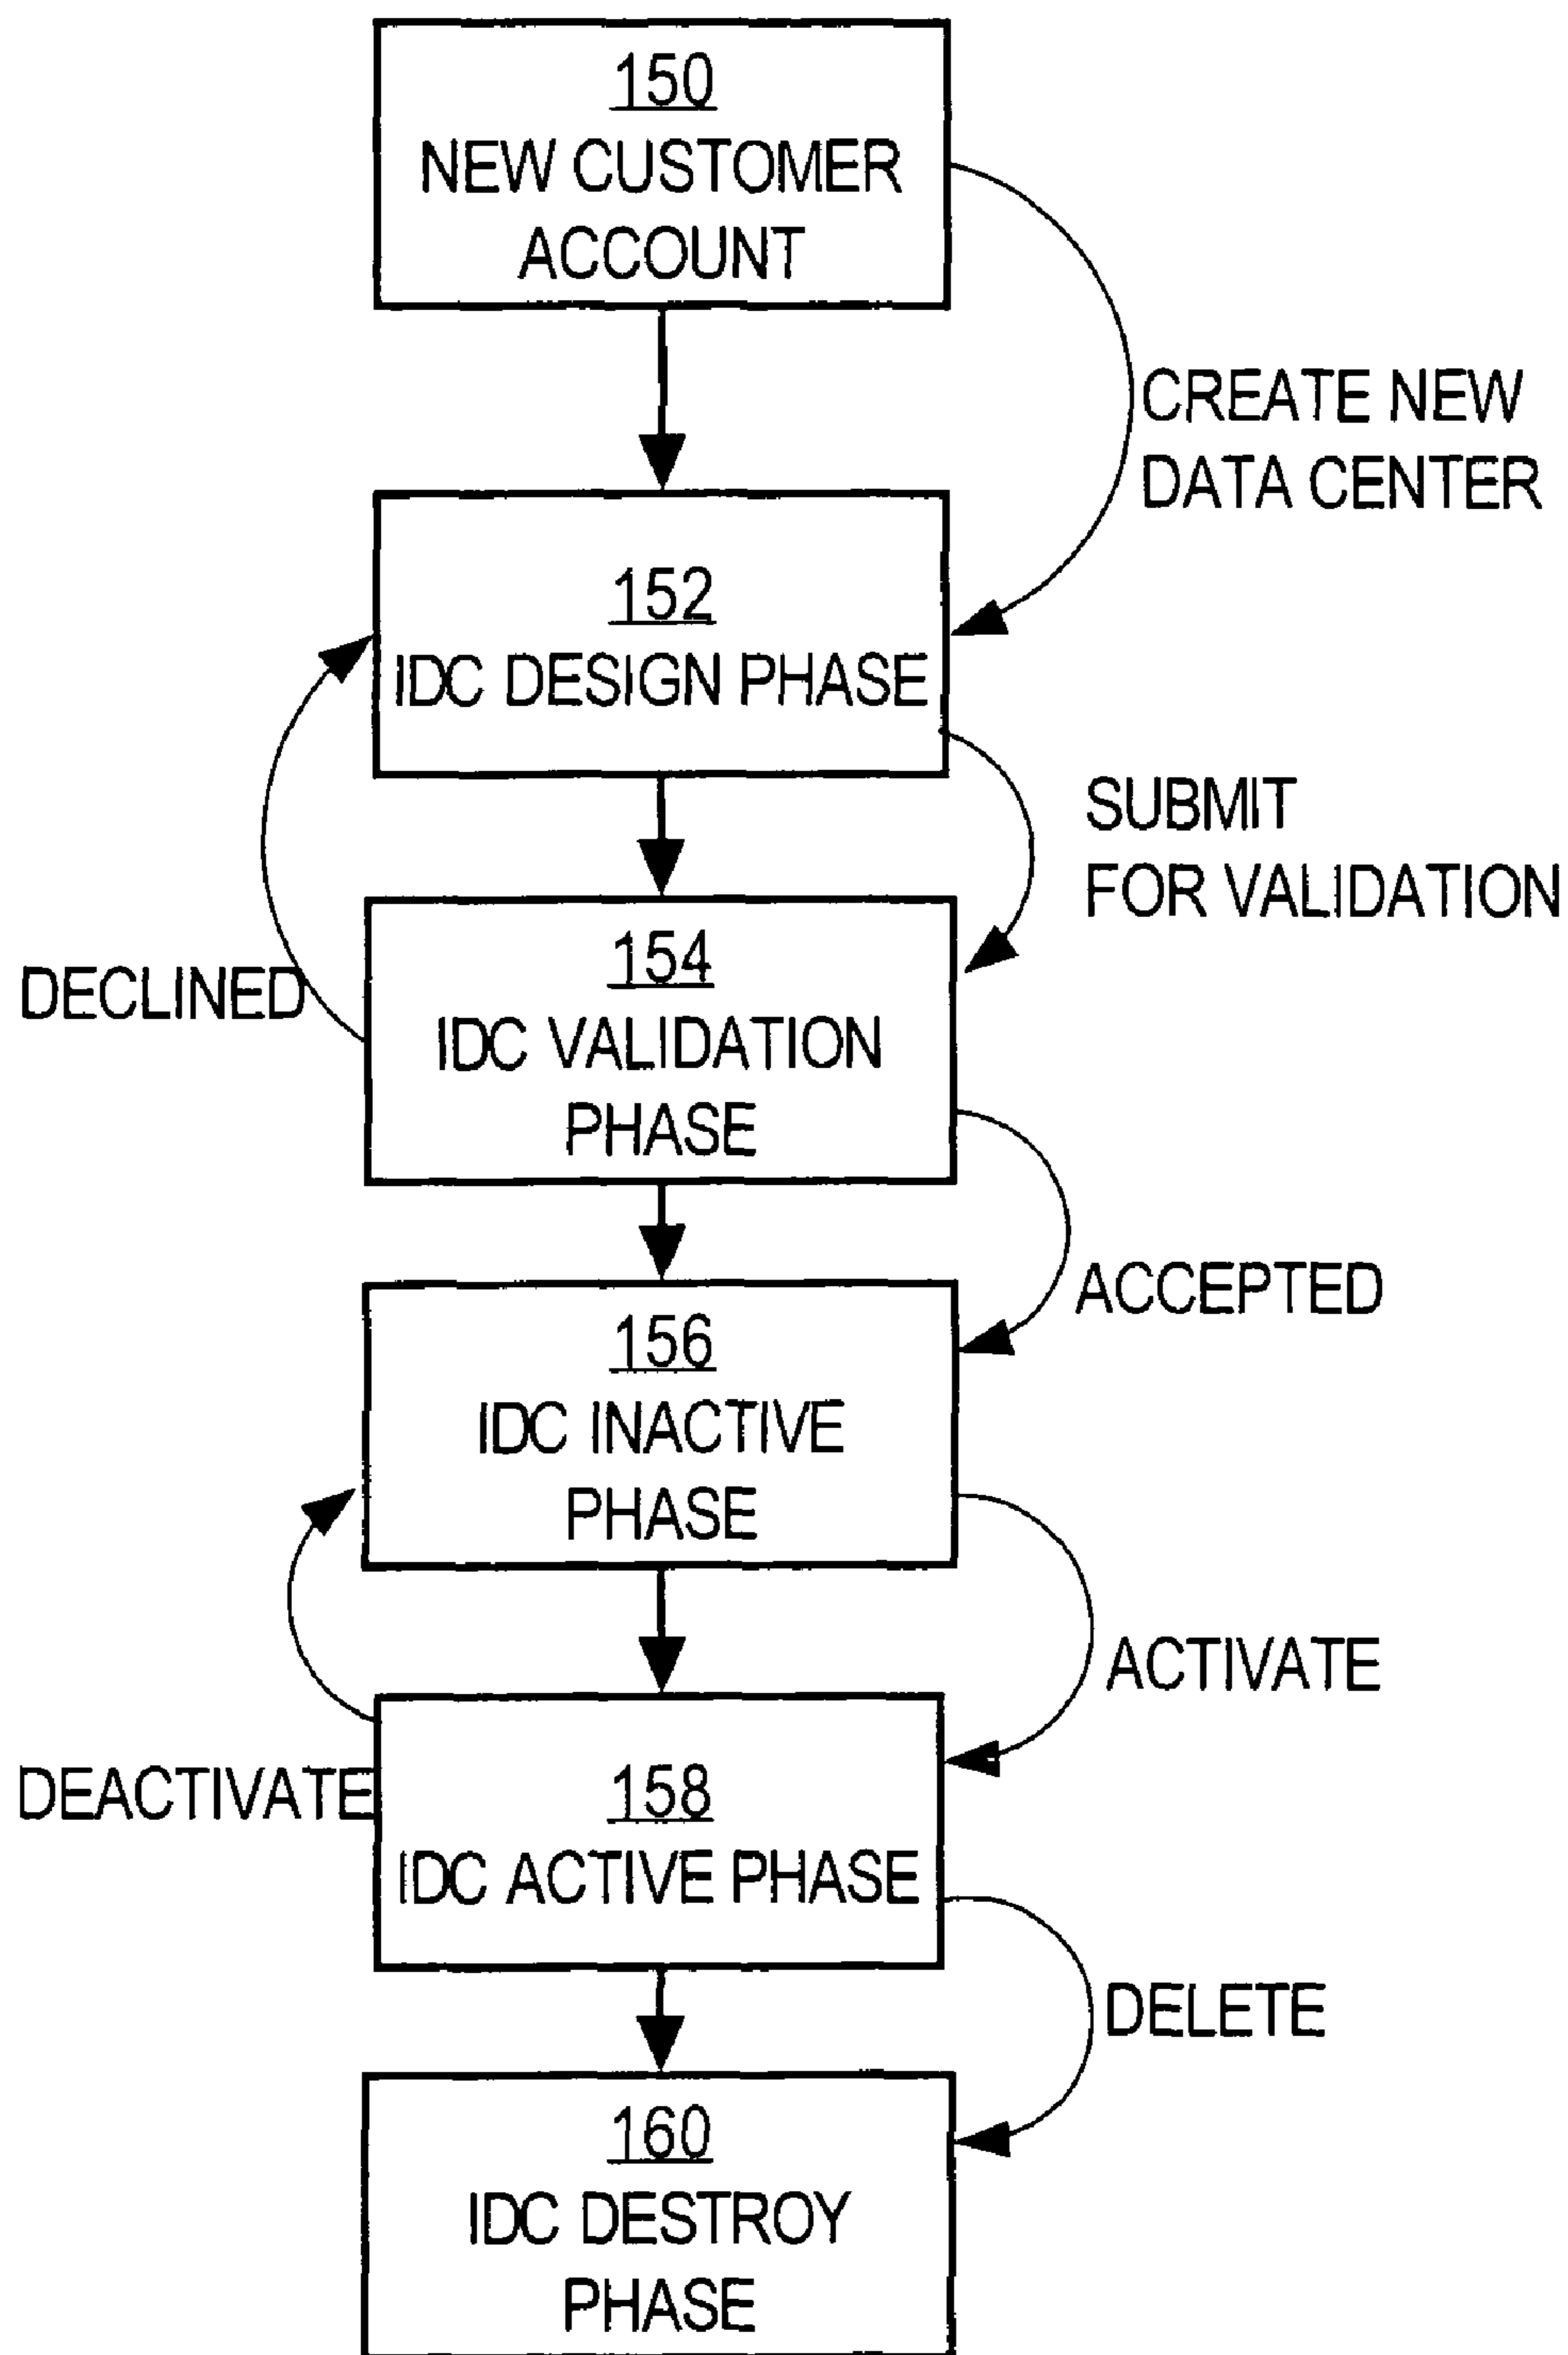 150
NEW CUSTOMER
ACCOUNT
CREATE NEW
DATA CENTER
152
IDC DESIGN PHASE
SUBMIT
FOR VALIDATION
154
DECLINED
IDC VALIDATION
PHASE
ACCEPTED
156
IDC INACTIVE
PHASE
ACTIVATE
DEACTIVATE
158
IDC ACTIVE PHASE
DELETE
160
IDC DESTROY
PHASE